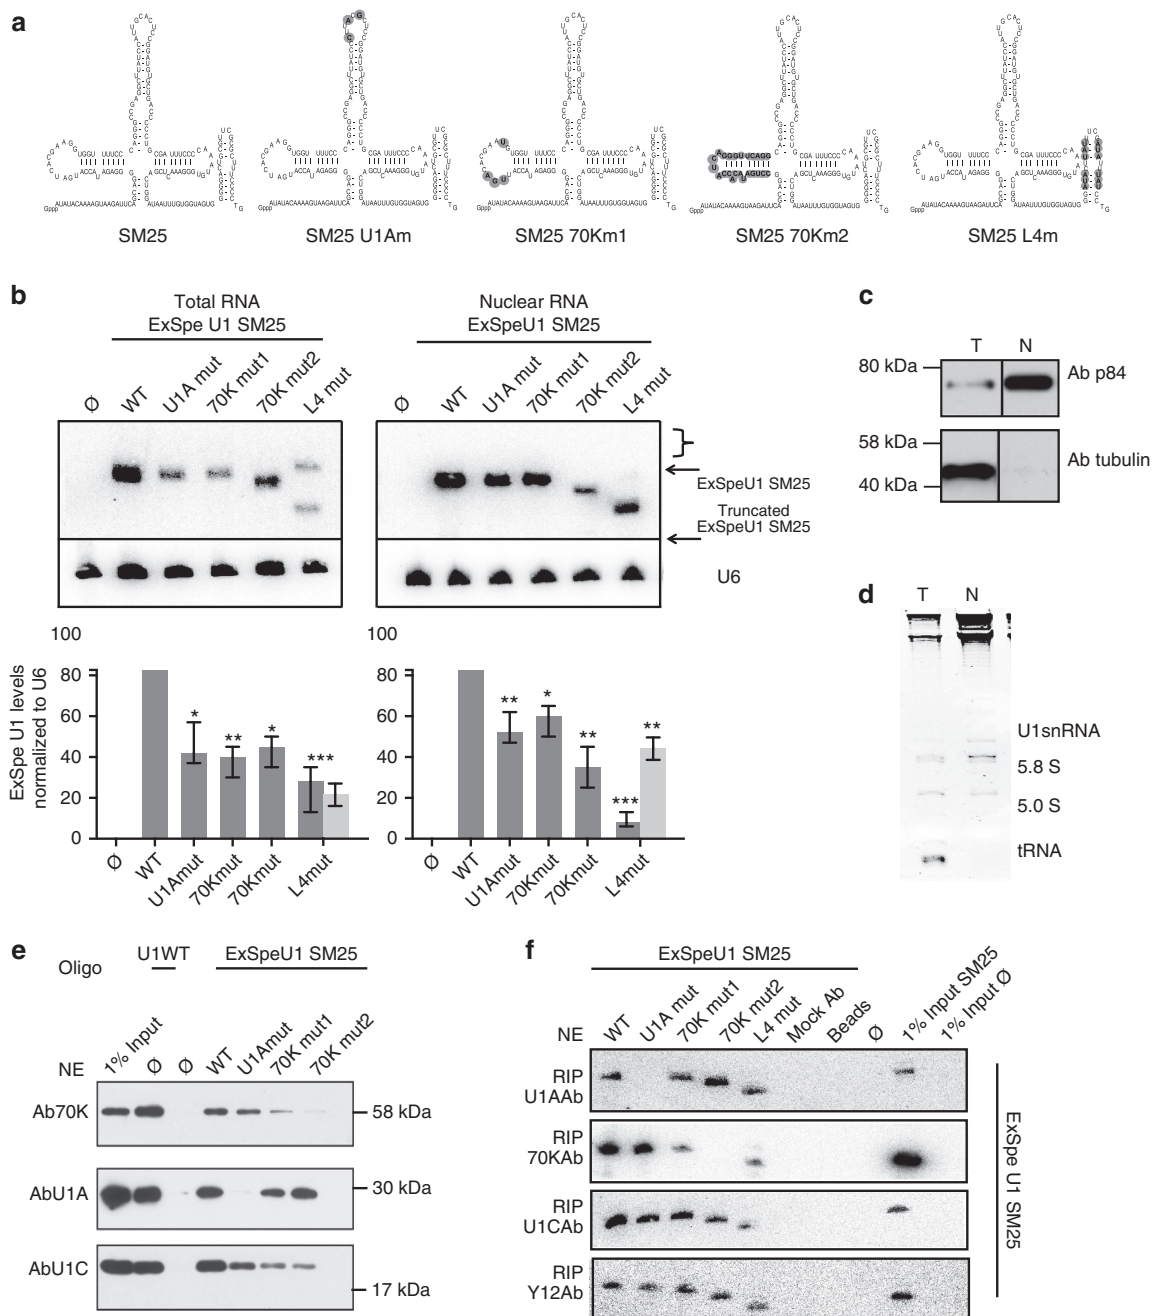 a
SM25
SM25 U1Am
SM25 70Km1
SM25 70Km2
SM25 L4m
b
Total RNA
ExSpe U1 SM25
Ø
WT
U1A mut
70K mut1
70K mut2
L4 mut
Nuclear RNA
ExSpeU1 SM25
Ø
WT
U1A mut
70K mut1
70K mut2
L4 mut
ExSpeU1 SM25
Truncated
ExSpeU1 SM25
U6
ExSpe U1 levels
normalized to U6
100
80
60
40
20
0
*
**
*
***
Ø
WT
U1Amut
70Kmut
70Kmut
L4mut
100
80
60
40
20
0
**
*
**
***
**
Ø
WT
U1Amut
70Kmut
70Kmut
L4mut
c
T N
80 kDa
Ab p84
58 kDa
Ab tubulin
40 kDa
d
T N
U1snRNA
5.8 S
5.0 S
tRNA
e
Oligo
U1WT
ExSpeU1 SM25
NE
1% Input
Ø
Ø
WT
U1Amut
70K mut1
70K mut2
Ab70K
58 kDa
AbU1A
30 kDa
AbU1C
17 kDa
f
ExSpeU1 SM25
NE
WT
U1A mut
70K mut1
70K mut2
L4 mut
Mock Ab
Beads
Ø
1% Input SM25
1% Input Ø
RIP
U1AAb
RIP
70KAb
RIP
U1CAb
RIP
Y12Ab
ExSpe U1 SM25